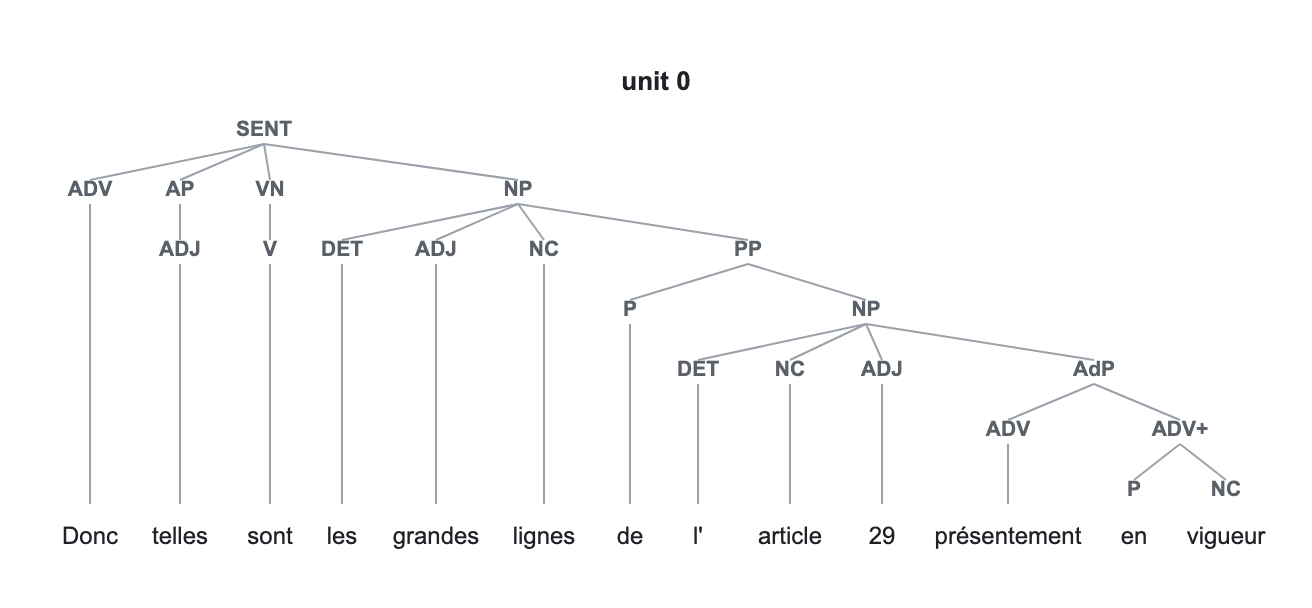 unit 0
SENT
ADV AP VN NP
ADJ V DET ADJ NC PP
P NP
DET NC ADJ AdP
ADV ADV+
P NC
Donc telles sont les grandes lignes de l' article 29 présentement en vigueur